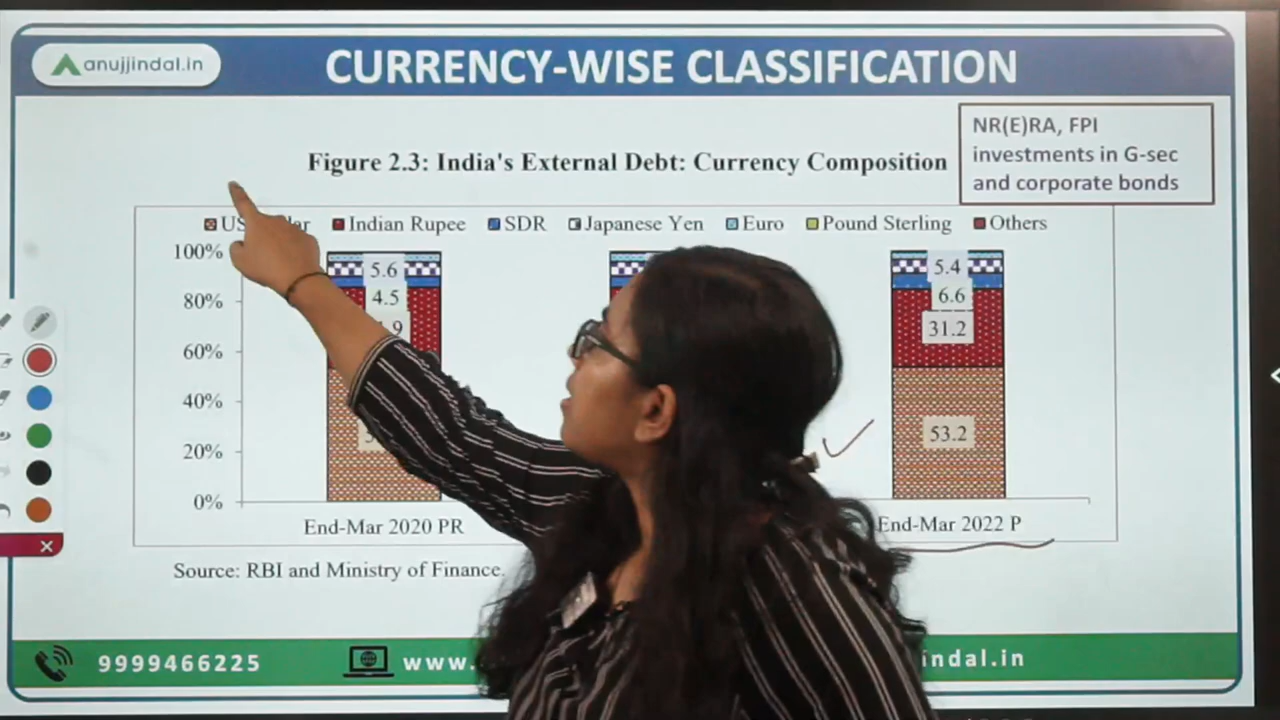 anujjindal.in
CURRENCY-WISE CLASSIFICATION
NR(E)RA, FPI
investments in G-sec
and corporate bonds
Figure 2.3: India's External Debt: Currency Composition
Indian Rupee SDR Japanese Yen Euro Pound Sterling Others
100%
80%
60%
40%
20%
0%
5.6
4.5
5.4
6.6
31.2
53.2
End-Mar 2020 PR
End-Mar 2022 P
Source: RBI and Ministry of Finance.
9999466225
www.
indal.in